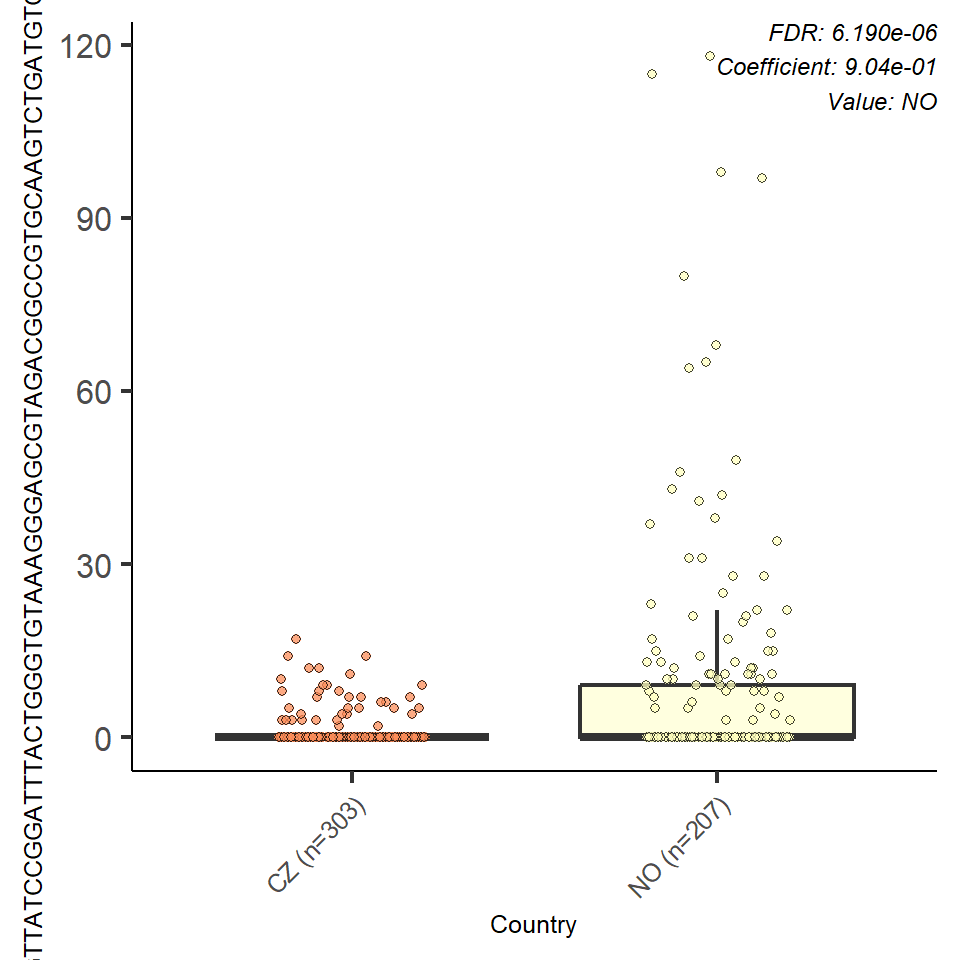 GTTATCCGGATTTACTGGGTGTAAAGGGAGCGTAGACGGCCGTGCAAGTCTGATGTG
120
90
60
30
0
FDR: 6.190e-06
Coefficient: 9.04e-01
Value: NO
CZ (n=303)
NO (n=207)
Country